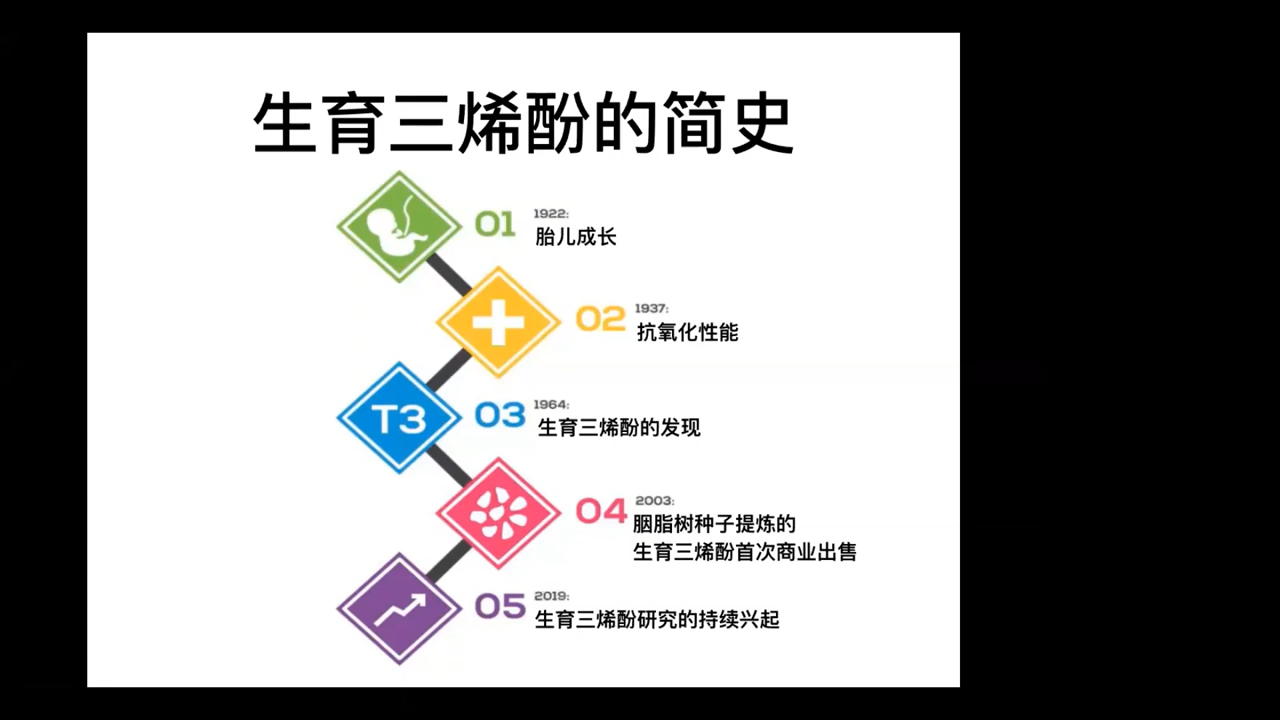 生育三烯酚的简史
01
1922:
胎儿成长
02
1937:
抗氧化性能
T3
03
1964:
生育三烯酚的发现
04
2003:
胭脂树种子提炼的
生育三烯酚首次商业出售
05
2019:
生育三烯酚研究的持续兴起